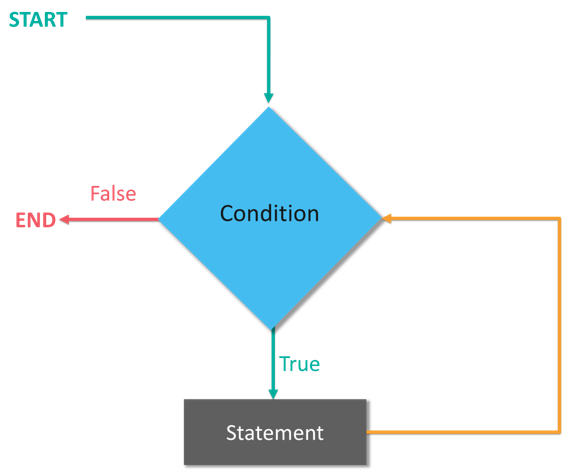 START
False
END
Condition
True
Statement